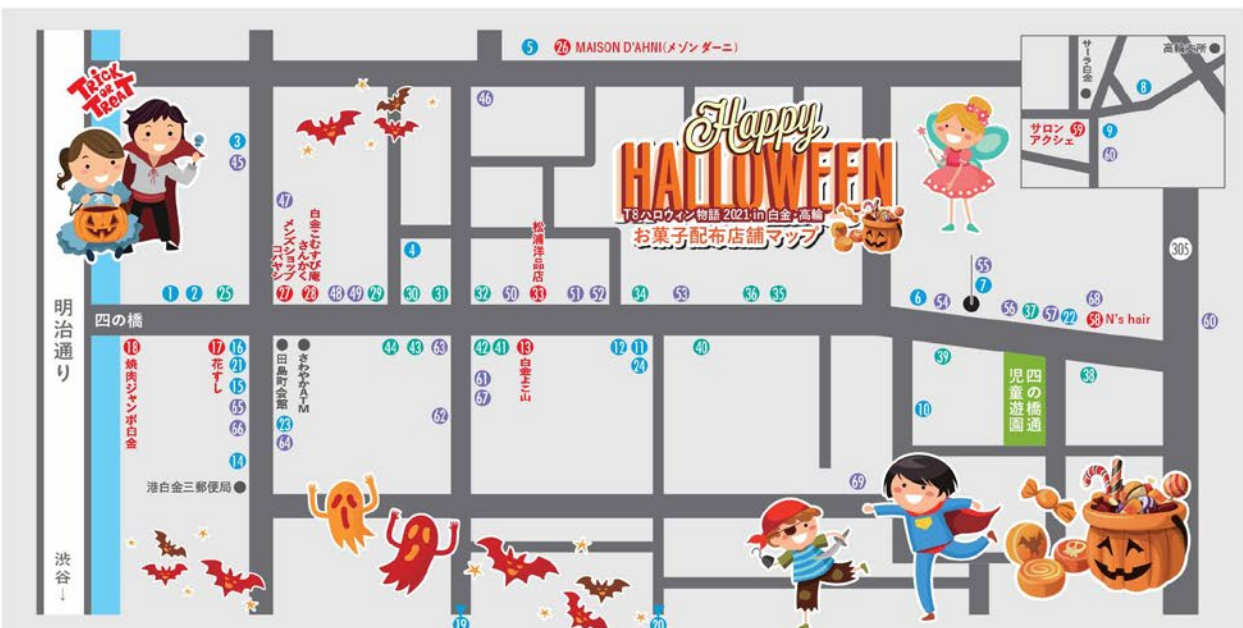 5 26 MAISON D'AHNI(メゾン ダーニ)
TRICK
OR
TREAT
3
45
46
47
Happy
HALLOWEEN
T8ハロウィン物語 2021 in 白金・高輪
お菓子配布店舗マップ
サーラ白金
高輪支所
8
サロン
アクシェ
59
9
60
305
メンズショップ
コバヤシ
白金こむすび庵
さんかく
4
松浦洋品店
1 2 25
27 28 48 49 29
30 31
32 50 33 51 52
34 53 36 35
6 54
55
7
56 37 57 22
68
58 N's hair
60
明治通り
四の橋
18
焼肉ジャンボ白金
17
花すし
16
21
15
65
66
14
港白金三郵便局
田島町会館
さわやかATM
23
64
44 43 63
62
42 41 13
白金よこ山
61
67
12 11
24
40
39
10
四の橋通
児童遊園
38
69
渋谷→
19
20